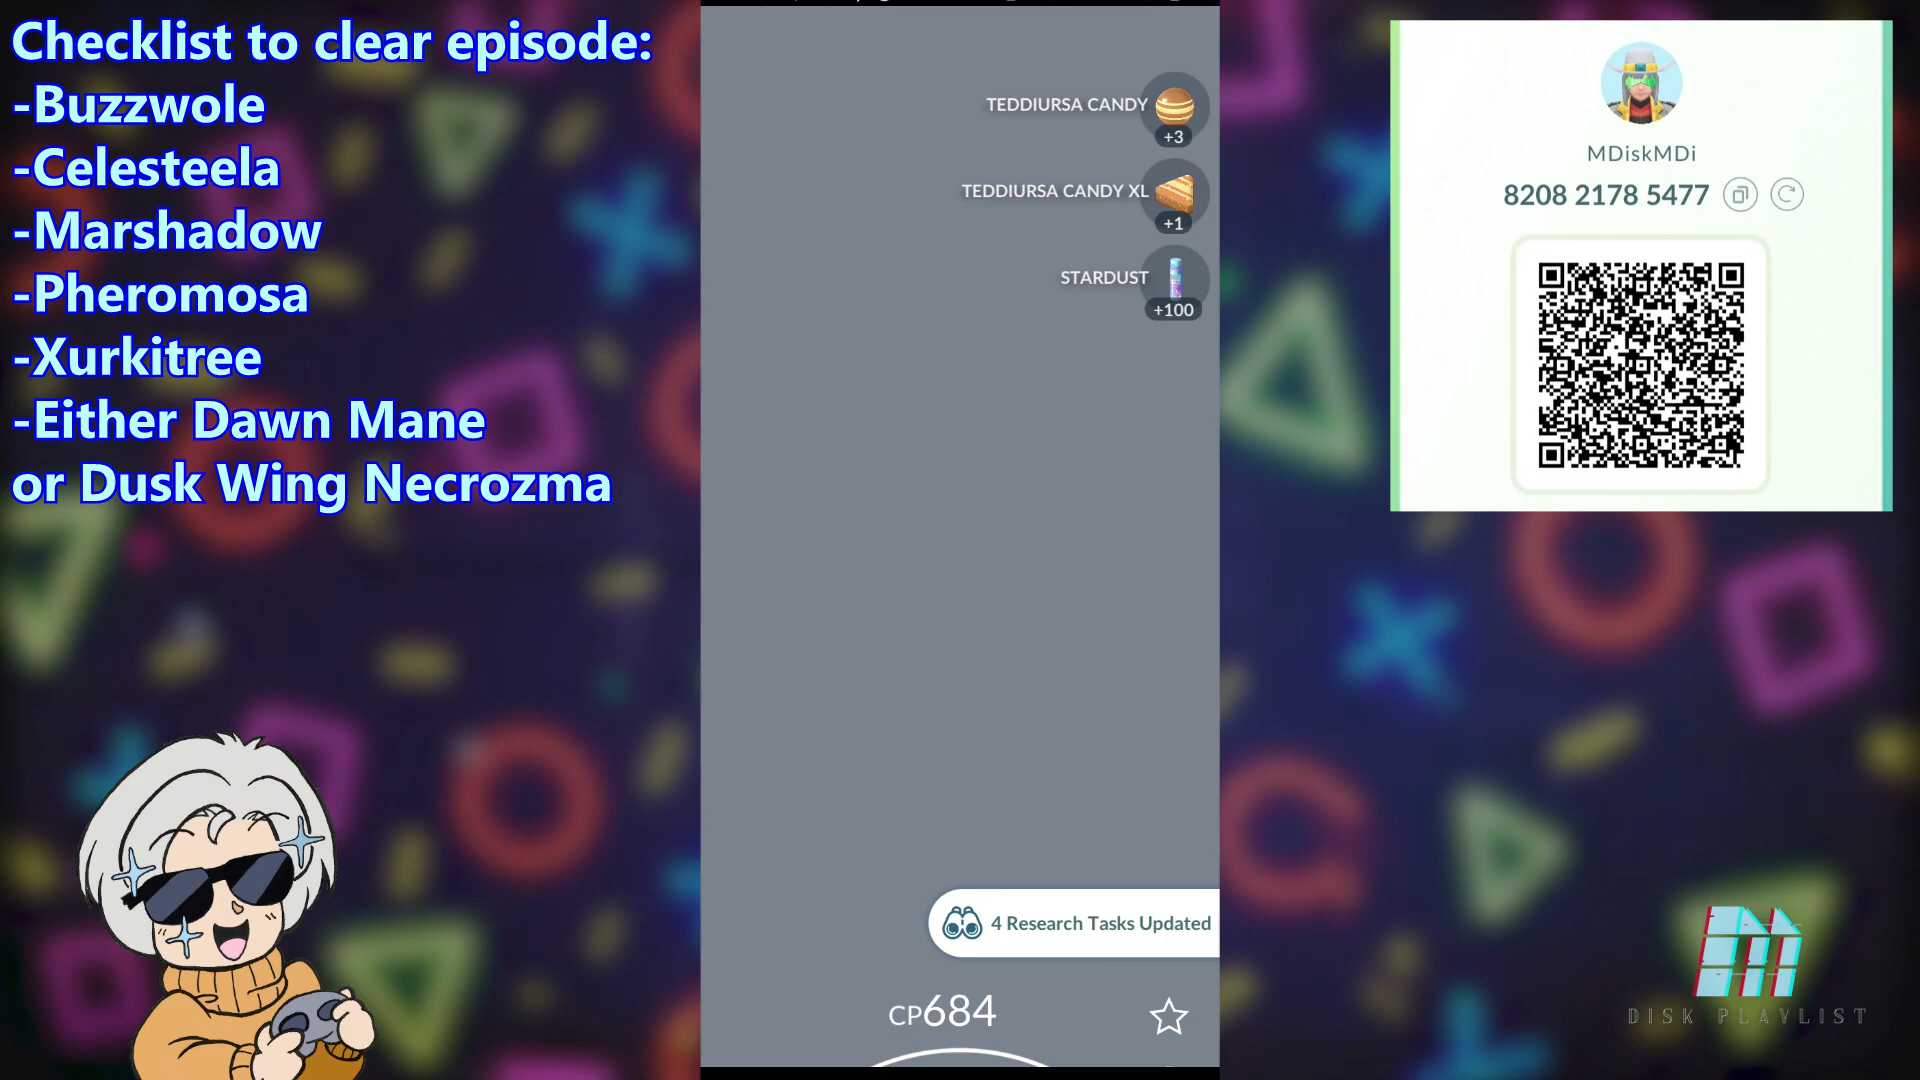 Checklist to clear episode:
-Buzzwole
-Celesteela
-Marshadow
-Pheromosa
-Xurkitree
-Either Dawn Mane
or Dusk Wing Necrozma
TEDDIURSA CANDY
+3
TEDDIURSA CANDY XL
+1
STARDUST
+100
4 Research Tasks Updated
CP684
MDiskMDi
8208 2178 5477
DISK PLAYLIST